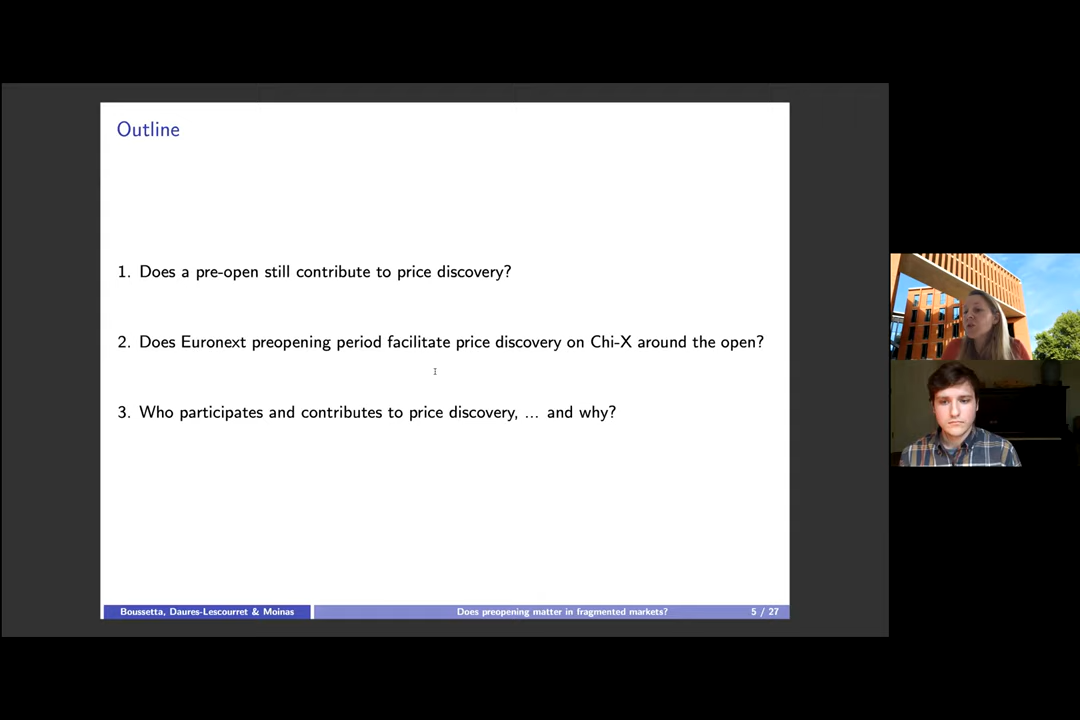 Outline
1. Does a pre-open still contribute to price discovery?
2. Does Euronext preopening period facilitate price discovery on Chi-X around the open?
3. Who participates and contributes to price discovery, ... and why?
Boussetta, Daures-Lescourret & Moinas
Does preopening matter in fragmented markets?
5 / 27